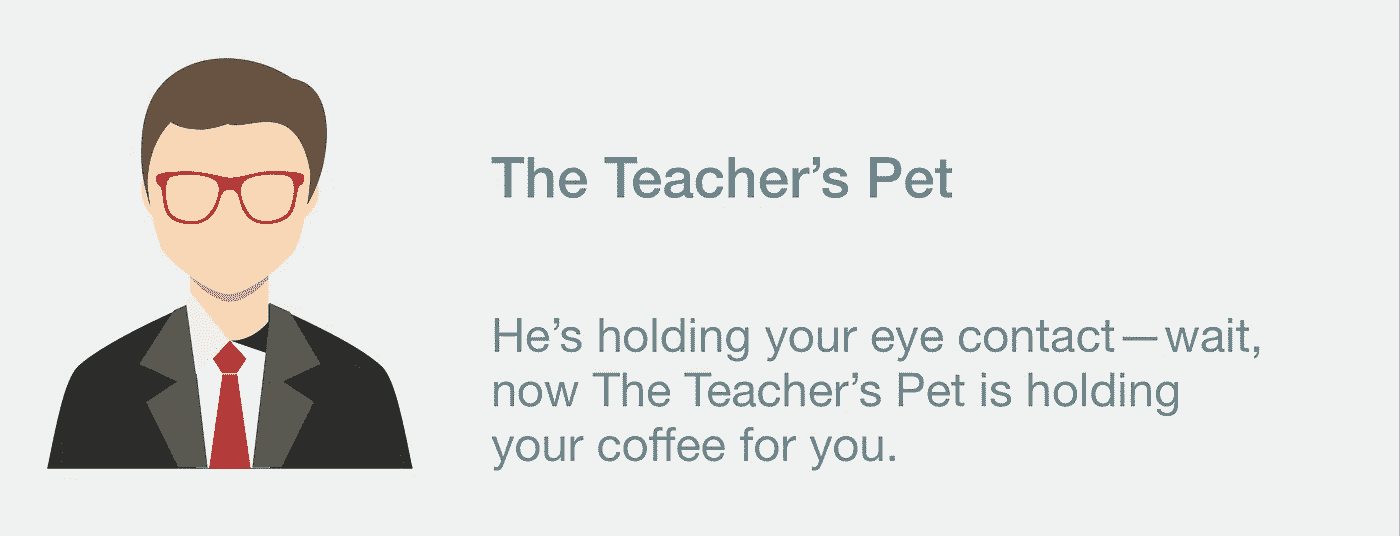 The Teacher’s Pet
He’s holding your eye contact—wait,
now The Teacher’s Pet is holding
your coffee for you.